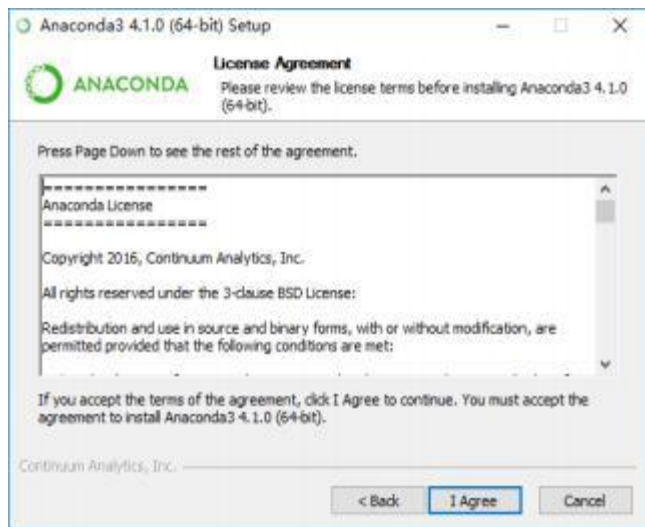 Anaconda3 4.1.0 (64-bit) Setup
ANACONDA
License Agreement
Please review the license terms before installing Anaconda3 4.1.0
(64-bit).
Press Page Down to see the rest of the agreement.
================
Anaconda License
================
Copyright 2016, Continuum Analytics, Inc.
All rights reserved under the 3-clause BSD License:
Redistribution and use in source and binary forms, with or without modification, are
permitted provided that the following conditions are met:
If you accept the terms of the agreement, click I Agree to continue. You must accept the
agreement to install Anaconda3 4.1.0 (64-bit).
Continuum Analytics, Inc.
< Back
I Agree
Cancel